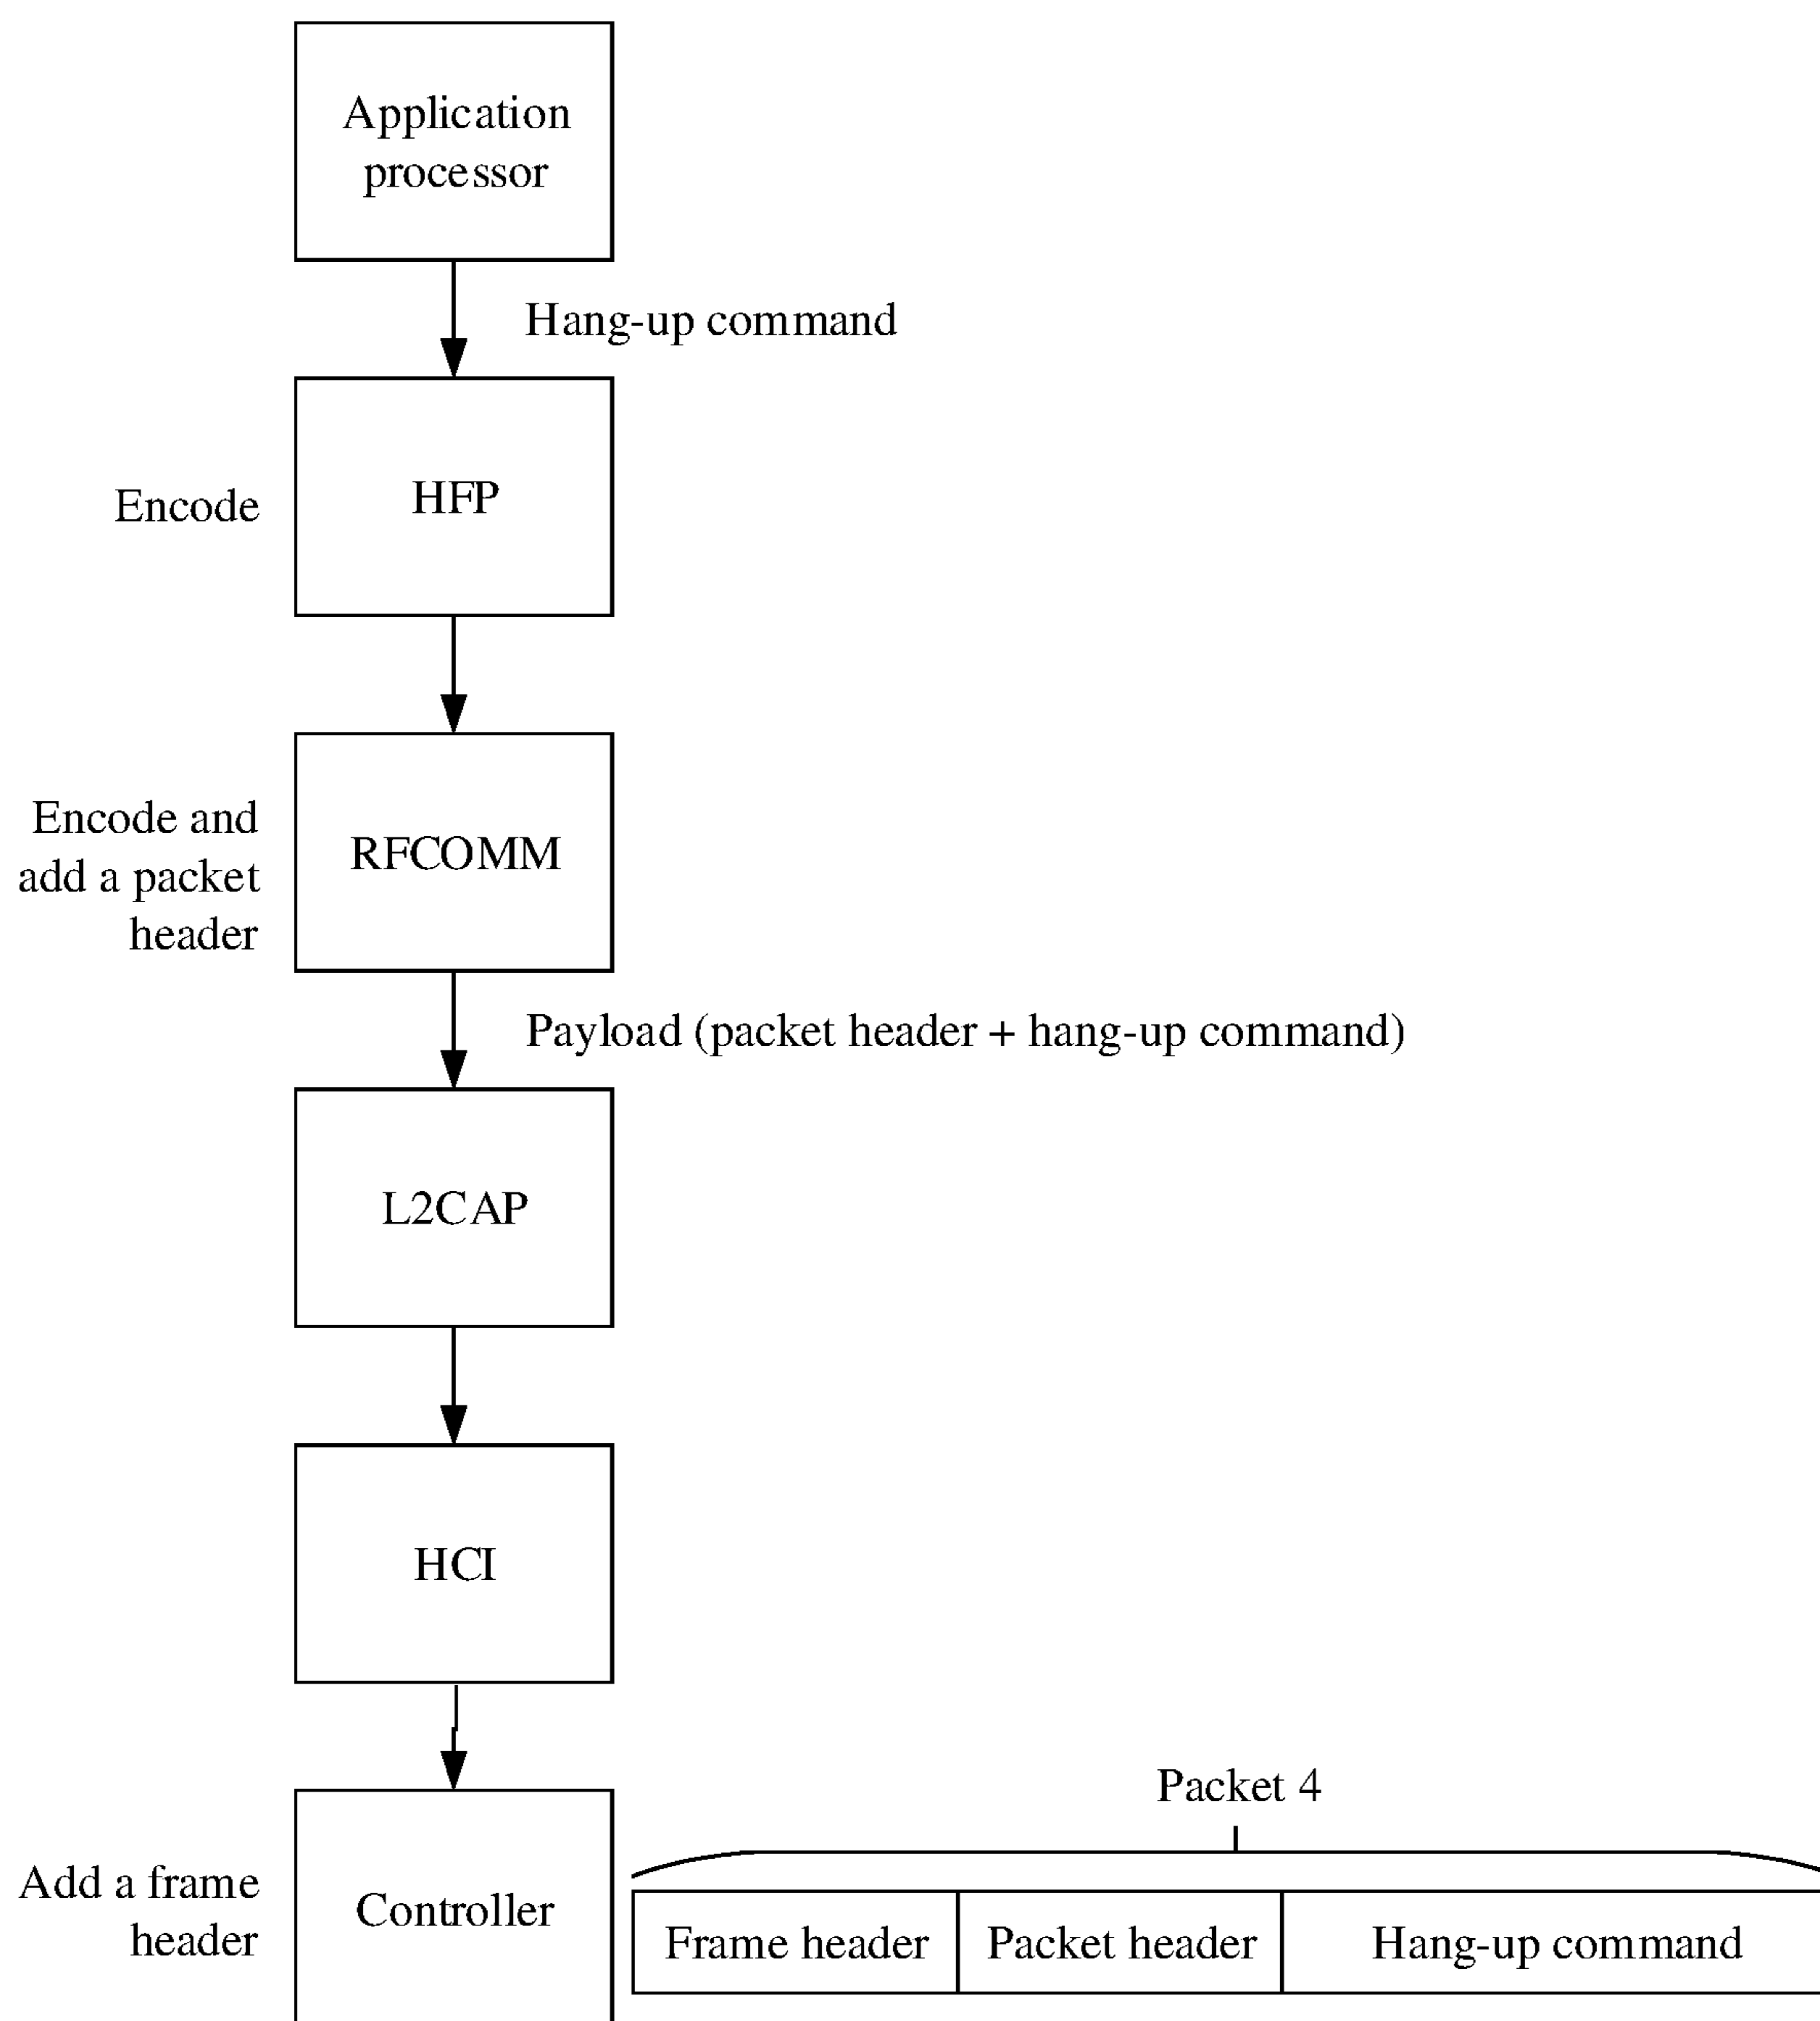 Application
processor
Hang-up command
Encode
HFP
Encode and
add a packet
header
RFCOMM
Payload (packet header + hang-up command)
L2CAP
HCI
Packet 4
Add a frame
header
Controller
Frame header
Packet header
Hang-up command